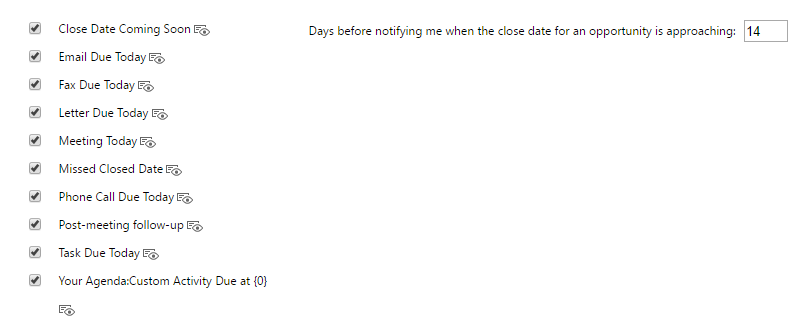 Close Date Coming Soon
Days before notifying me when the close date for an opportunity is approaching: 14
Email Due Today
Fax Due Today
Letter Due Today
Meeting Today
Missed Closed Date
Phone Call Due Today
Post-meeting follow-up
Task Due Today
Your Agenda:Custom Activity Due at {0}